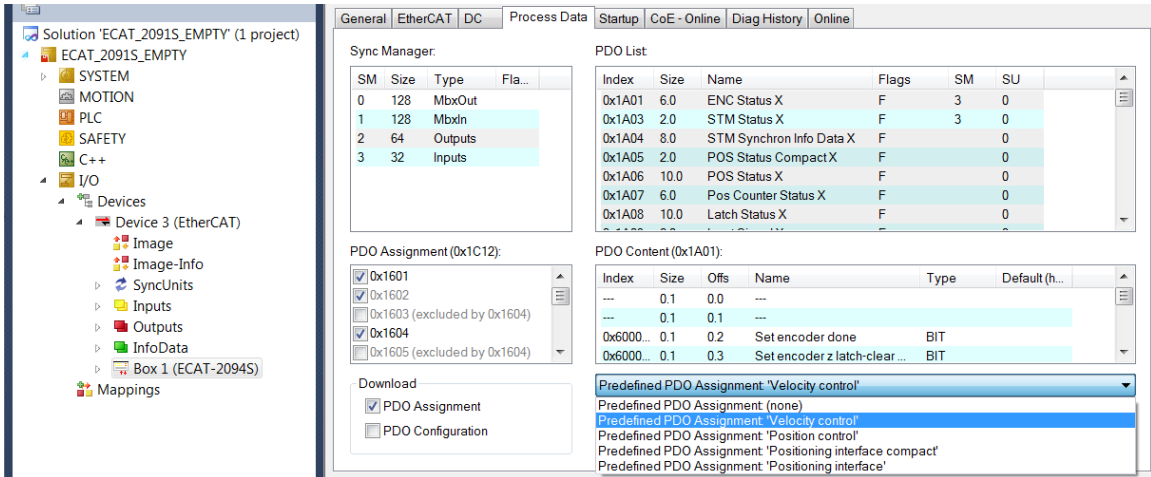 Solution 'ECAT_2091S_EMPTY' (1 project)
ECAT_2091S_EMPTY
SYSTEM
MOTION
PLC
SAFETY
C++
I/O
Devices
Device 3 (EtherCAT)
Image
Image-Info
SyncUnits
Inputs
Outputs
InfoData
Box 1 (ECAT-2094S)
Mappings
General EtherCAT DC Process Data Startup CoE - Online Diag History Online
Sync Manager:
SM Size Type Fla...
0 128 MbxOut
1 128 MbxIn
2 64 Outputs
3 32 Inputs
PDO List:
Index Size Name Flags SM SU
0x1A01 6.0 ENC Status X F 3 0
0x1A03 2.0 STM Status X F 3 0
0x1A04 8.0 STM Synchron Info Data X F 0
0x1A05 2.0 POS Status Compact X F 0
0x1A06 10.0 POS Status X F 0
0x1A07 6.0 Pos Counter Status X F 0
0x1A08 10.0 Latch Status X F 0
PDO Assignment (0x1C12):
0x1601
0x1602
0x1603 (excluded by 0x1604)
0x1604
0x1605 (excluded by 0x1604)
PDO Content (0x1A01):
Index Size Offs Name Type Default (h...
--- 0.1 0.0 ---
--- 0.1 0.1 ---
0x6000... 0.1 0.2 Set encoder done BIT
0x6000... 0.1 0.3 Set encoder z latch-clear ... BIT
Download
PDO Assignment
PDO Configuration
Predefined PDO Assignment: 'Velocity control'
Predefined PDO Assignment: (none)
Predefined PDO Assignment: 'Velocity control'
Predefined PDO Assignment: 'Position control'
Predefined PDO Assignment: 'Positioning interface compact'
Predefined PDO Assignment: 'Positioning interface'